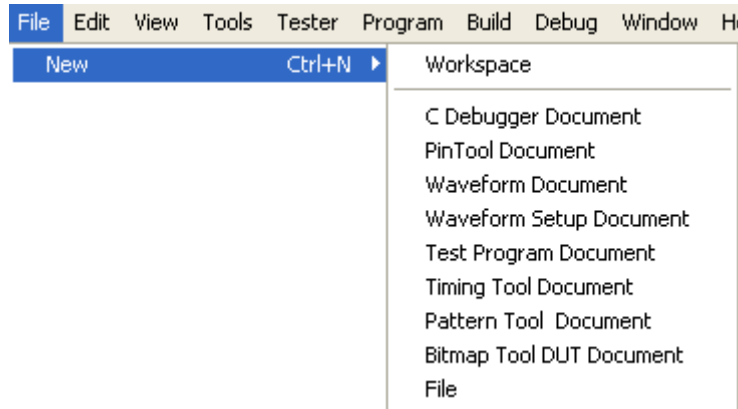 File Edit View Tools Tester Program Build Debug Window
New Ctrl+N
Workspace
C Debugger Document
PinTool Document
Waveform Document
Waveform Setup Document
Test Program Document
Timing Tool Document
Pattern Tool Document
Bitmap Tool DUT Document
File